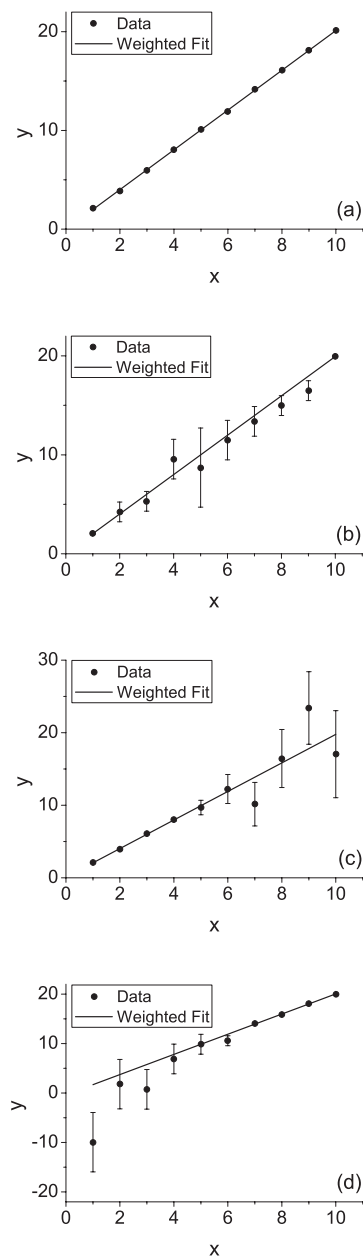 Data
Weighted Fit
20
10
0
y
0 2 4 6 8 10
x
(a)
Data
Weighted Fit
20
10
0
y
0 2 4 6 8 10
x
(b)
30
Data
Weighted Fit
20
10
0
y
0 2 4 6 8 10
x
(c)
20
Data
Weighted Fit
10
0
-10
-20
y
0 2 4 6 8 10
x
(d)